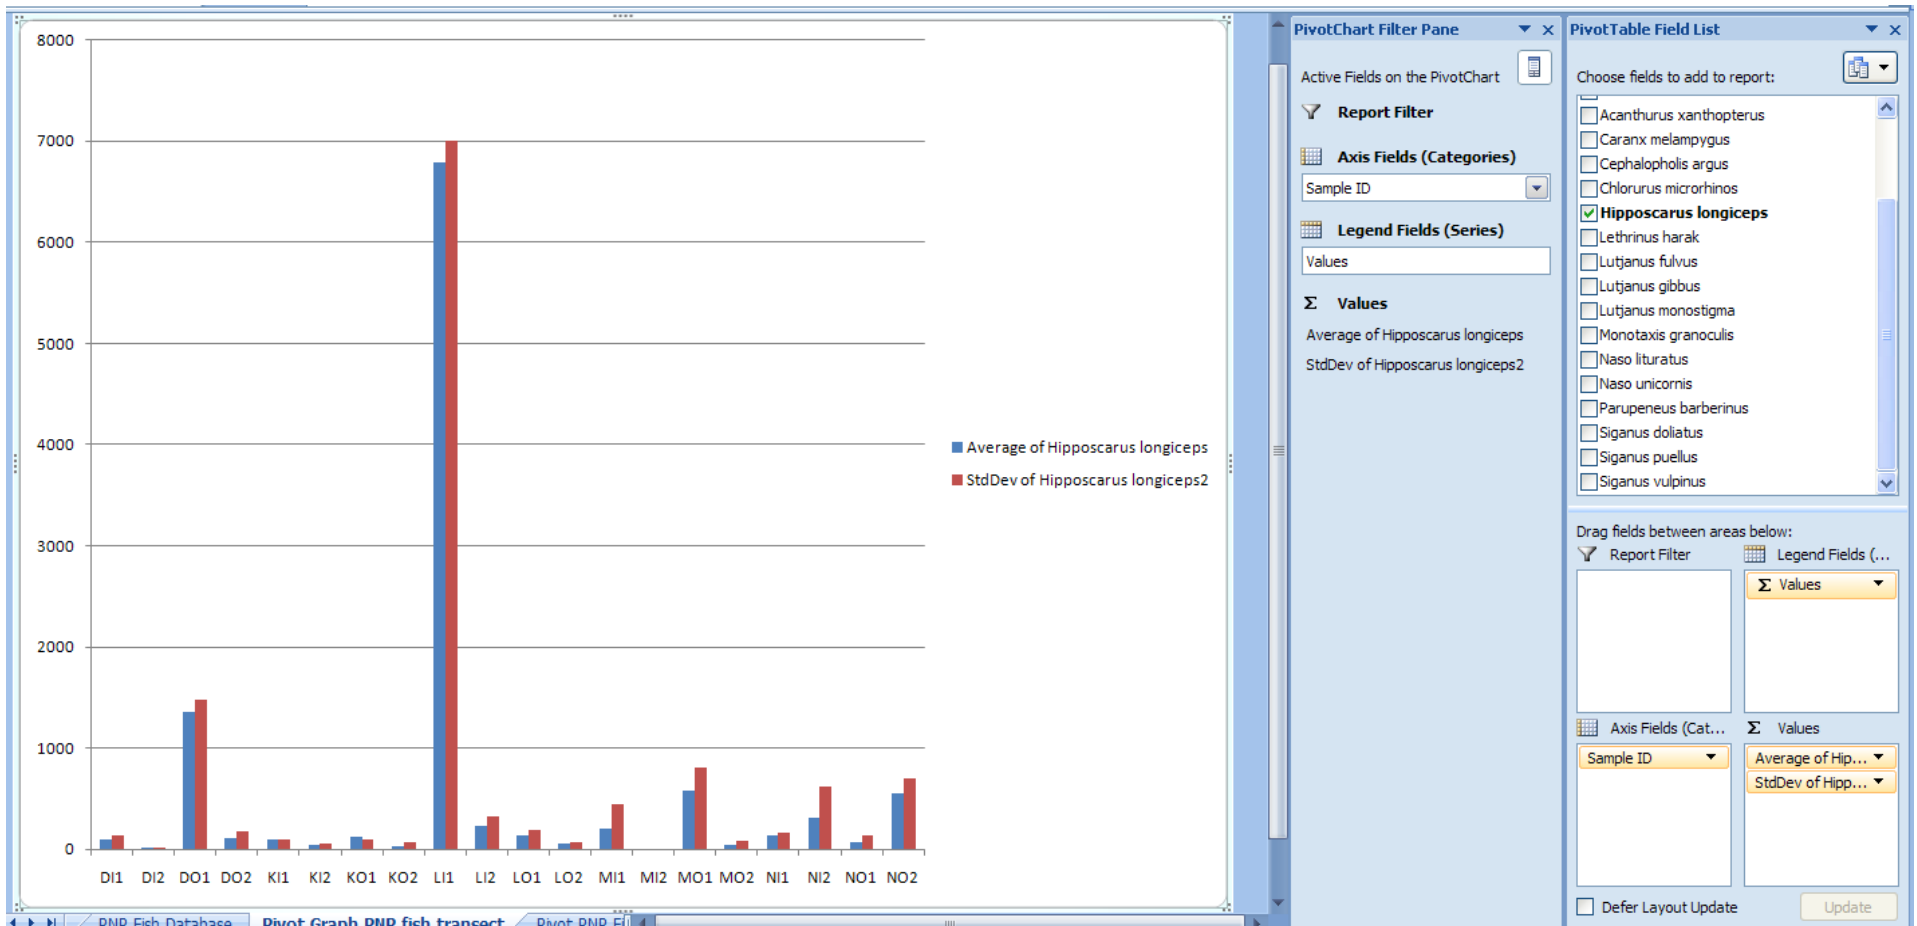 8000
7000
6000
5000
4000
3000
2000
1000
0
DI1 DI2 DO1 DO2 KI1 KI2 KO1 KO2 LI1 LI2 LO1 LO2 MI1 MI2 MO1 MO2 NI1 NI2 NO1 NO2
Average of Hipposcarus longiceps
StdDev of Hipposcarus longiceps2
PNP Fish Database Pivot Graph PNP fish transect Pivot PNP
PivotChart Filter Pane
Active Fields on the PivotChart
Report Filter
Axis Fields (Categories)
Sample ID
Legend Fields (Series)
Values
Σ Values
Average of Hipposcarus longiceps
StdDev of Hipposcarus longiceps2
PivotTable Field List
Choose fields to add to report:
Acanthurus xanthopterus
Caranx melampygus
Cephalopholis argus
Chlorurus microrhinos
Hipposcarus longiceps
Lethrinus harak
Lutjanus fulvus
Lutjanus gibbus
Lutjanus monostigma
Monotaxis granoculis
Naso lituratus
Naso unicornis
Parupeneus barberinus
Siganus doliatus
Siganus puellus
Siganus vulpinus
Drag fields between areas below:
Report Filter Legend Fields (...
Σ Values
Axis Fields (Cat... Σ Values
Sample ID Average of Hip...
StdDev of Hipp...
Defer Layout Update Update